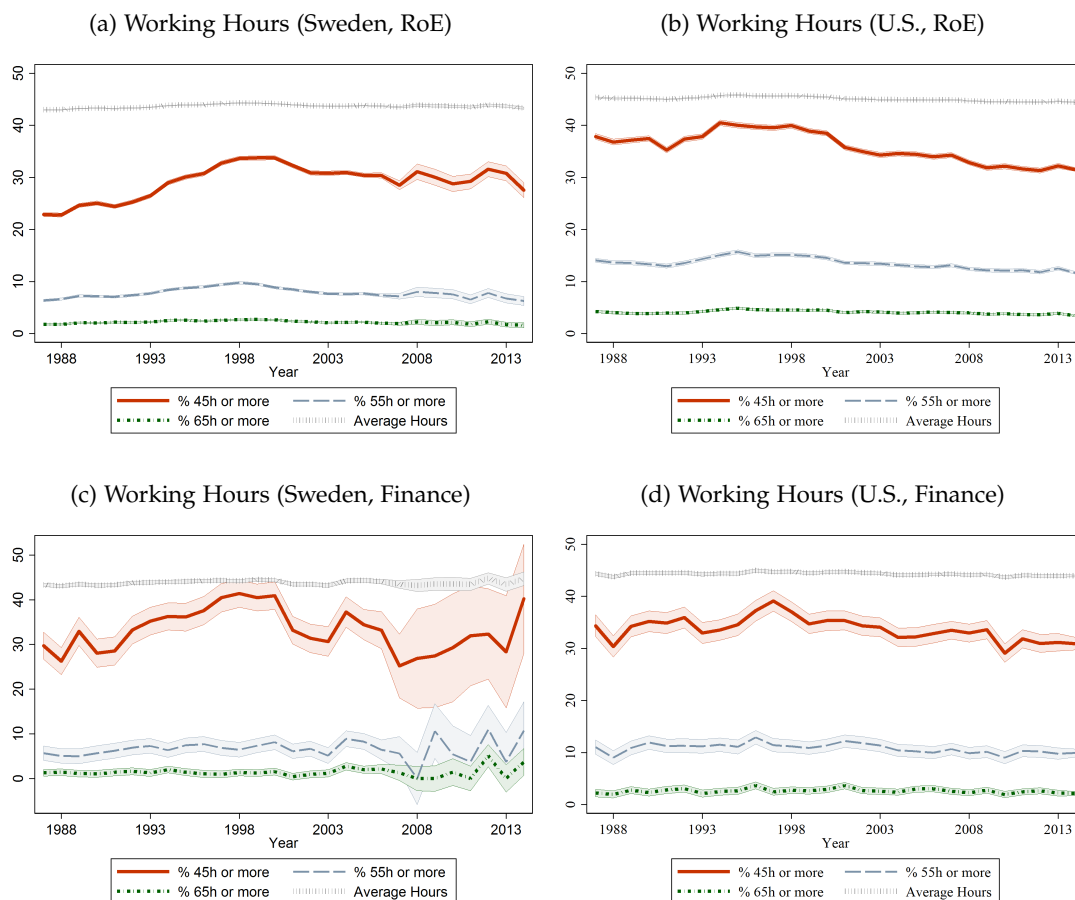 (a) Working Hours (Sweden, RoE)
50
40
30
20
10
0
1988 1993 1998 2003 2008 2013
Year
% 45h or more % 55h or more
% 65h or more Average Hours
(b) Working Hours (U.S., RoE)
50
40
30
20
10
0
1988 1993 1998 2003 2008 2013
Year
% 45h or more % 55h or more
% 65h or more Average Hours
(c) Working Hours (Sweden, Finance)
50
40
30
20
10
0
1988 1993 1998 2003 2008 2013
Year
% 45h or more % 55h or more
% 65h or more Average Hours
(d) Working Hours (U.S., Finance)
50
40
30
20
10
0
1988 1993 1998 2003 2008 2013
Year
% 45h or more % 55h or more
% 65h or more Average Hours